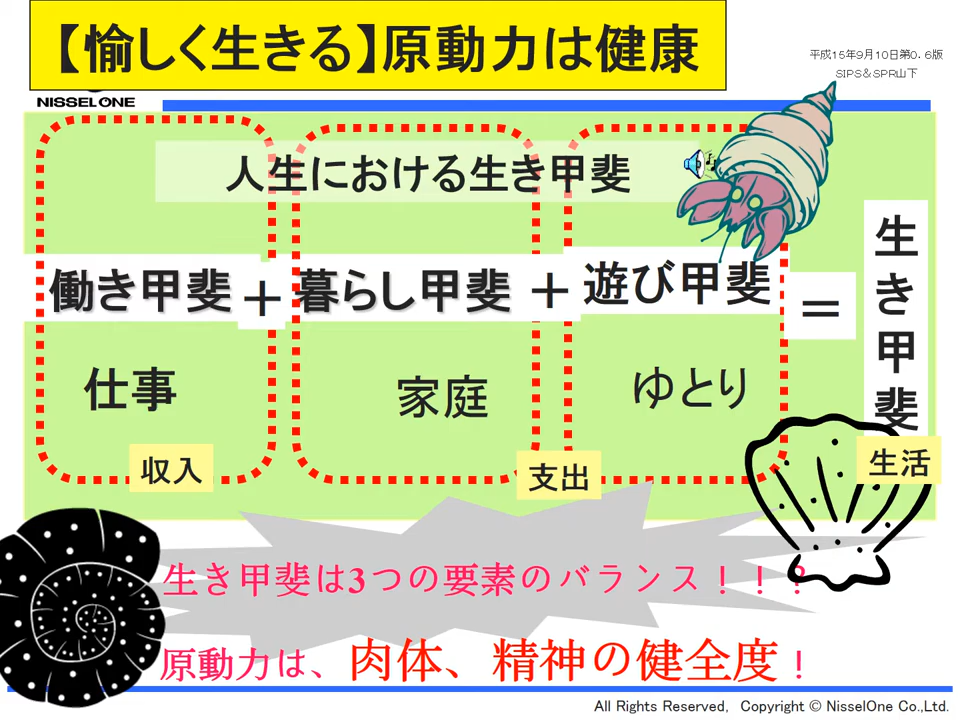 【愉しく生きる】原動力は健康
平成15年9月10日第0.6版
SIPS&SPR山下
NISSELONE
人生における生き甲斐
働き甲斐＋暮らし甲斐＋遊び甲斐＝生き甲斐
仕事 家庭 ゆとり
収入 支出 生活
生き甲斐は3つの要素のバランス！！？
原動力は、肉体、精神の健全度！
All Rights Reserved, Copyright © NisselOne Co.,Ltd.